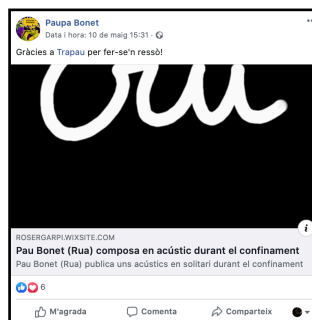 Paupa Bonet
Data i hora: 10 de maig 15:31 ·
Gràcies a Trapau per fer-se'n ressò!
ROSERGARPI.WIXSITE.COM
Pau Bonet (Rua) composa en acústic durant el confinament
Pau Bonet (Rua) publica uns acústics en solitari durant el confinament
6
M'agrada Comenta Comparteix